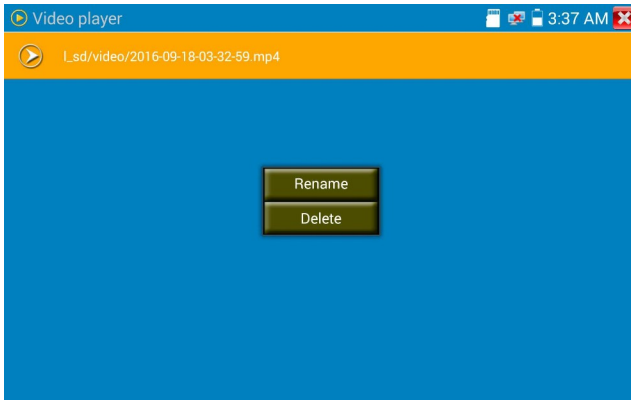 Video player
3:37 AM
l_sd/video/2016-09-18-03-32-59.mp4
Rename
Delete